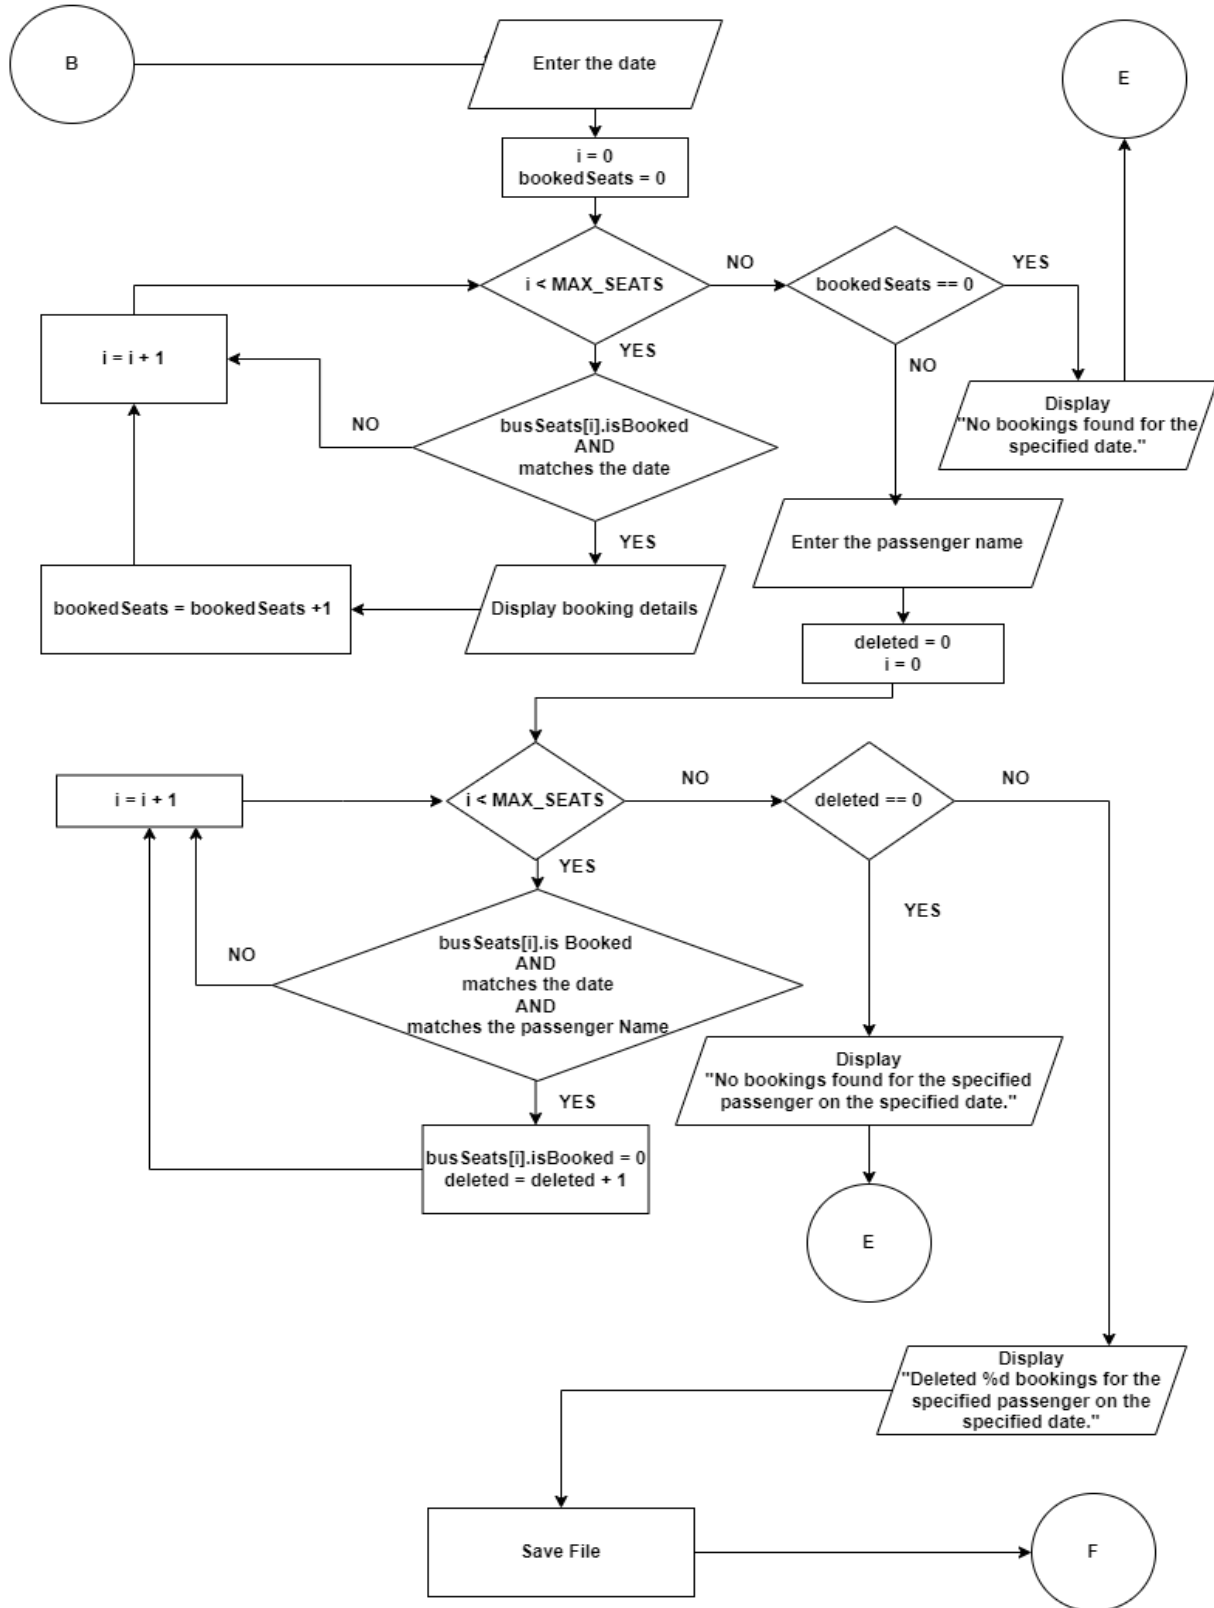 B
Enter the date
E
i = 0
bookedSeats = 0
i < MAX_SEATS
NO
bookedSeats == 0
YES
i = i + 1
YES
NO
busSeats[i].isBooked
AND
matches the date
NO
Display
"No bookings found for the
specified date."
YES
Enter the passenger name
bookedSeats = bookedSeats +1
Display booking details
deleted = 0
i = 0
i = i + 1
i < MAX_SEATS
NO
deleted == 0
NO
YES
YES
NO
busSeats[i].is Booked
AND
matches the date
AND
matches the passenger Name
Display
"No bookings found for the specified
passenger on the specified date."
YES
busSeats[i].isBooked = 0
deleted = deleted + 1
E
Display
"Deleted %d bookings for the
specified passenger on the
specified date."
Save File
F